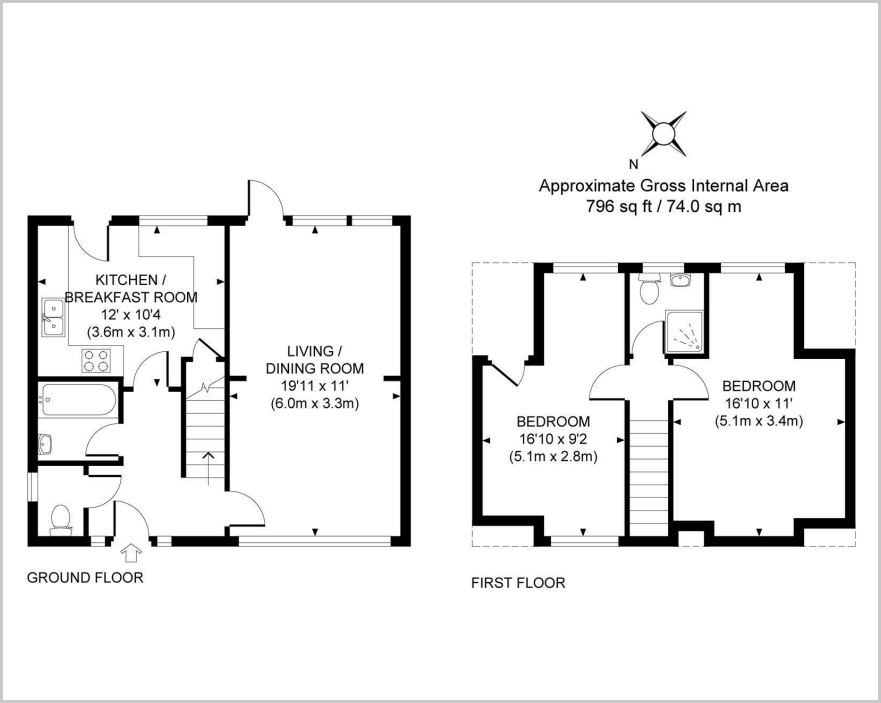 N
Approximate Gross Internal Area
796 sq ft / 74.0 sq m
KITCHEN /
BREAKFAST ROOM
12' x 10'4
(3.6m x 3.1m)
LIVING /
DINING ROOM
19'11 x 11'
(6.0m x 3.3m)
GROUND FLOOR
BEDROOM
16'10 x 9'2
(5.1m x 2.8m)
BEDROOM
16'10 x 11'
(5.1m x 3.4m)
FIRST FLOOR